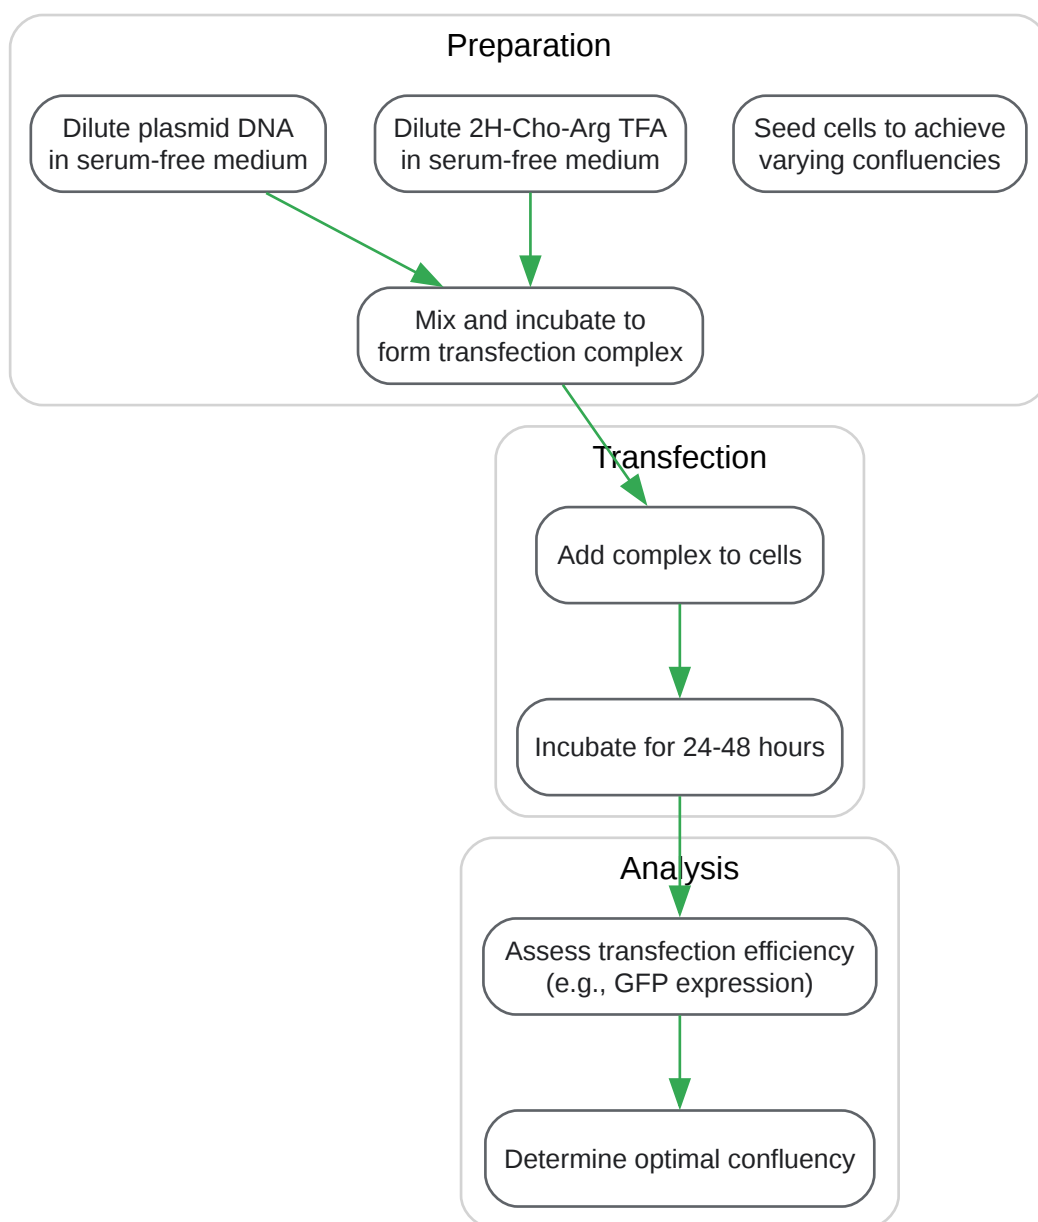 Preparation
Dilute plasmid DNA
in serum-free medium
Dilute 2H-Cho-Arg TFA
in serum-free medium
Seed cells to achieve
varying confluencies
Mix and incubate to
form transfection complex
Transfection
Add complex to cells
Incubate for 24-48 hours
Analysis
Assess transfection efficiency
(e.g., GFP expression)
Determine optimal confluency